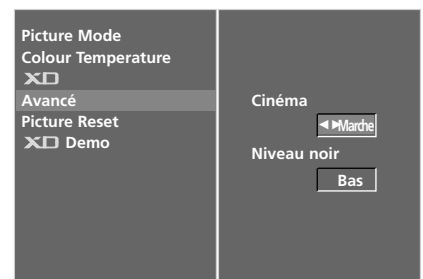 Picture Mode
Colour Temperature
XD
Avancé
Picture Reset
XD Demo
Cinéma
◄►Marche
Niveau noir
Bas